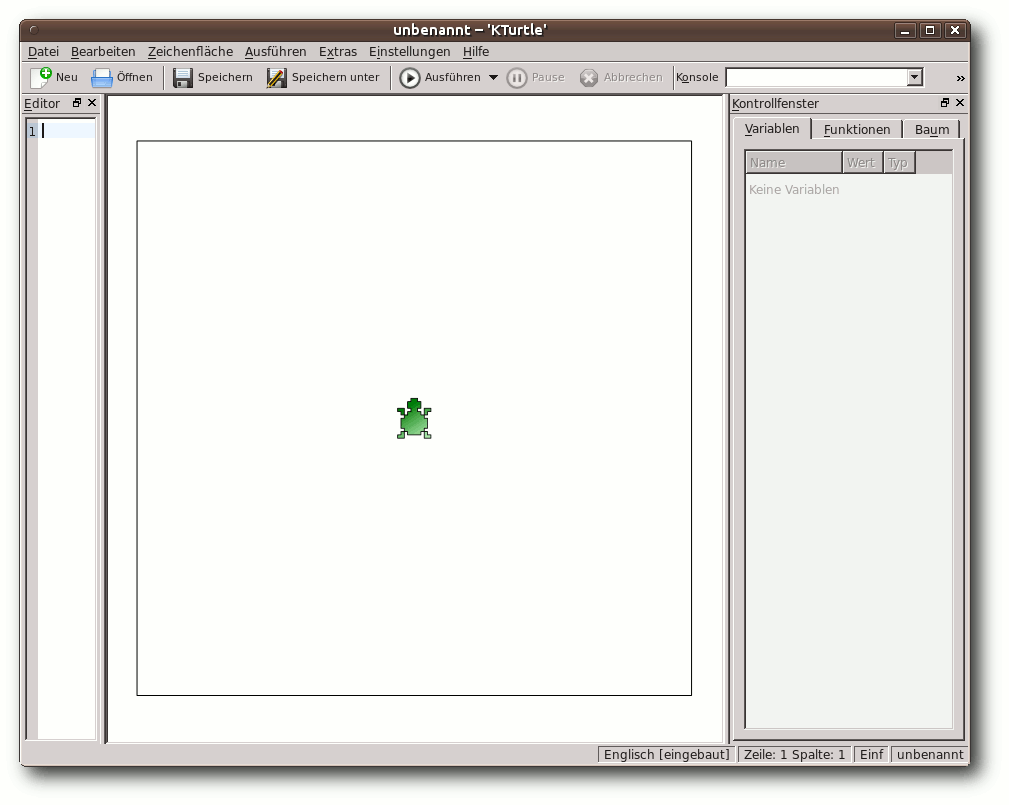 unbenannt – 'KTurtle'
Datei Bearbeiten Zeichenfläche Ausführen Extras Einstellungen Hilfe
Neu Öffnen Speichern Speichern unter Ausführen Pause Abbrechen Konsole »
Editor Kontrollfenster
1
Variablen Funktionen Baum
Name Wert Typ
Keine Variablen
Englisch [eingebaut] Zeile: 1 Spalte: 1 Einf unbenannt